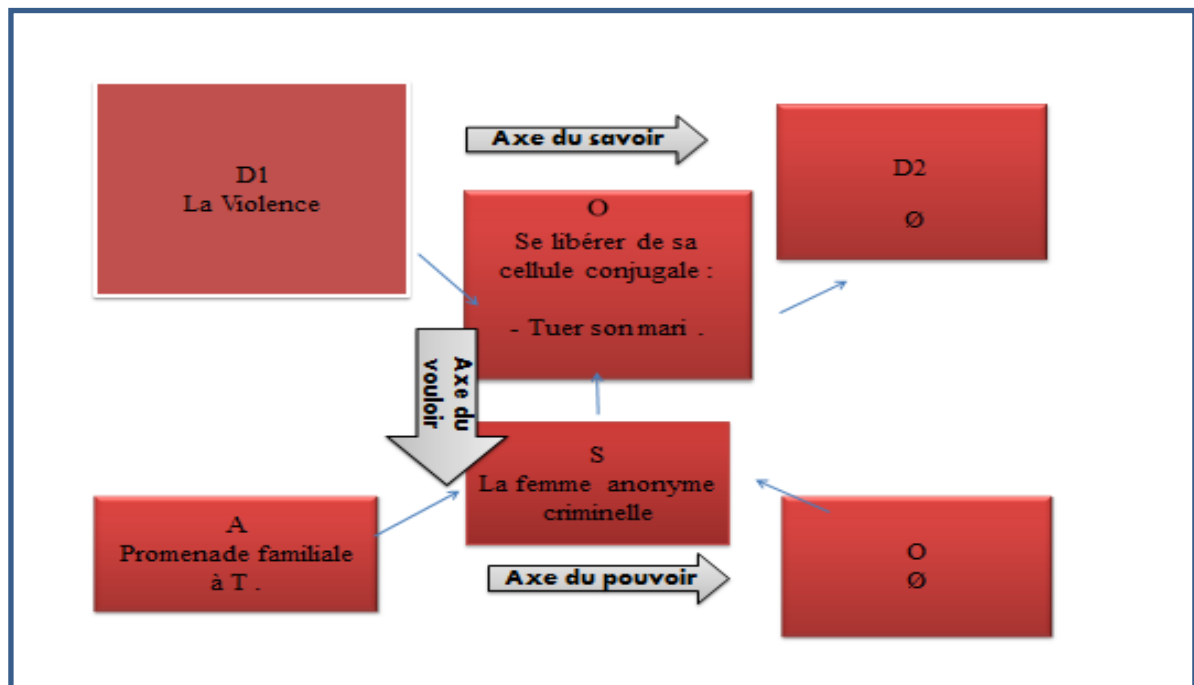 D1
La Violence
Axe du savoir
D2
Ø
O
Se libérer de sa
cellule conjugale :
- Tuer son mari .
Axe du
vouloir
S
La femme anonyme
criminelle
A
Promenade familiale
à T .
Axe du pouvoir
O
Ø